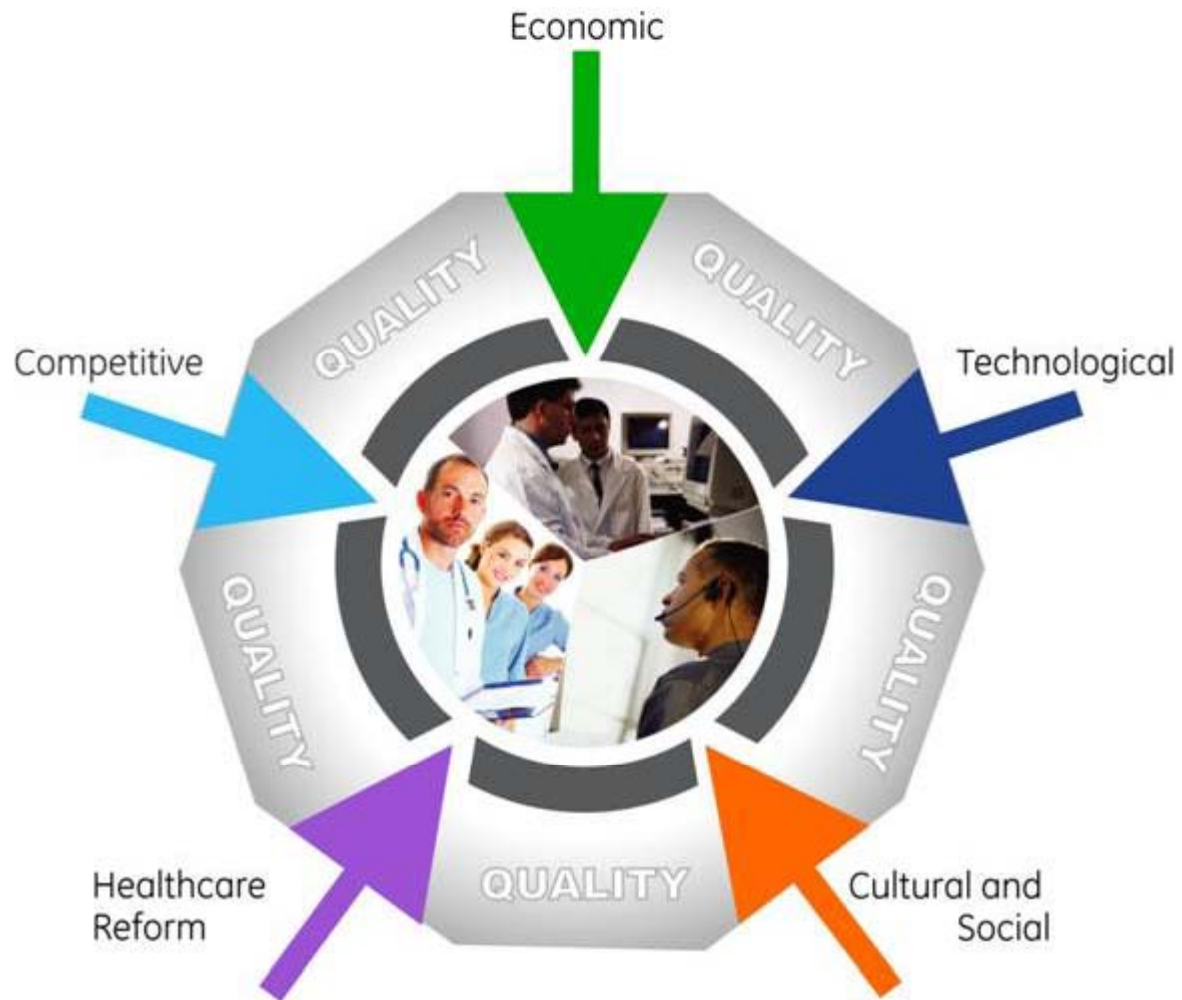 Economic
QUALITY
QUALITY
Competitive
Technological
QUALITY
QUALITY
Healthcare
Reform
QUALITY
Cultural and
Social